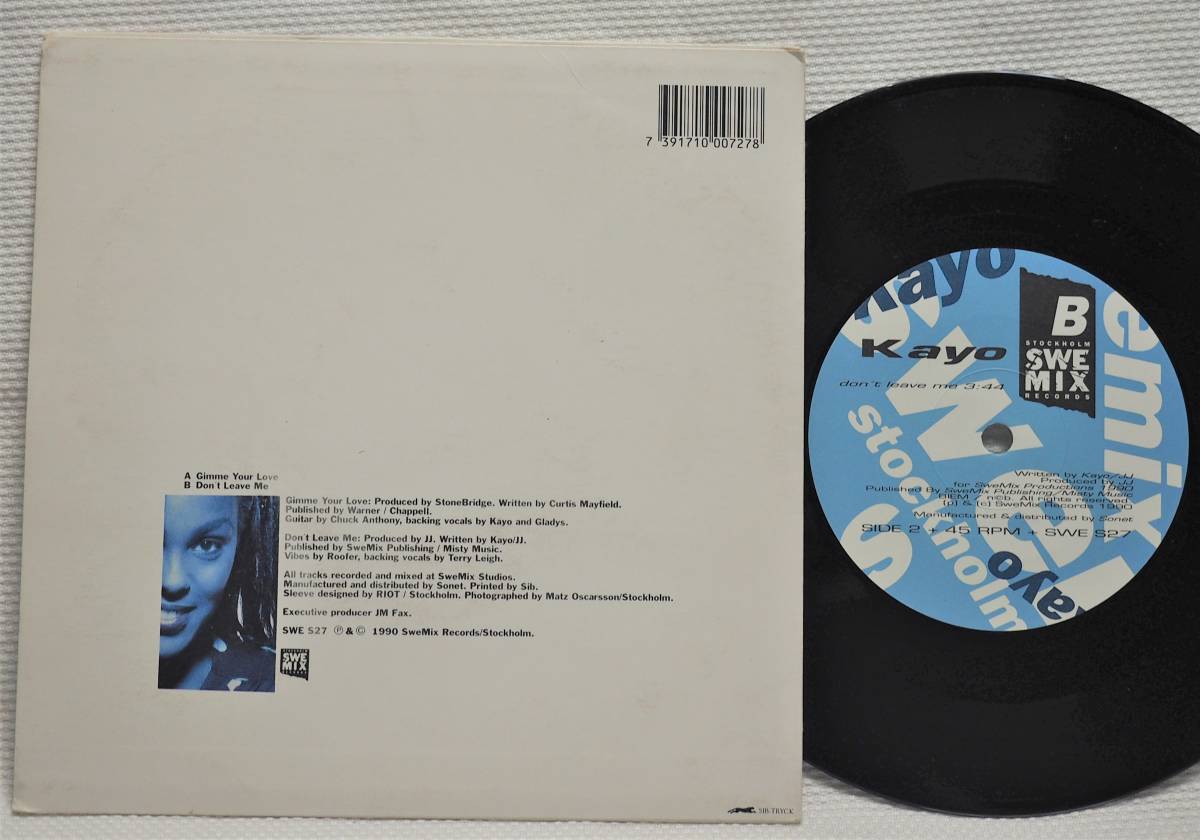 7 391710 007278
A Gimme Your Love
B Don't Leave Me
Gimme Your Love: Produced by StoneBridge. Written by Curtis Mayfield.
Published by Warner / Chappell.
Guitar by Chuck Anthony, backing vocals by Kayo and Gladys.
Don't Leave Me: Produced by JJ. Written by Kayo/JJ.
Published by SweMix Publishing / Misty Music.
Vibes by Roofer, backing vocals by Terry Leigh.
All tracks recorded and mixed at SweMix Studios.
Manufactured and distributed by Sonet. Printed by Sib.
Sleeve designed by RIOT / Stockholm. Photographed by Matz Oscarsson/Stockholm.
Executive producer JM Fax.
SWE S27 ℗ & © 1990 SweMix Records/Stockholm.
STOCKHOLM
SWE
MIX
RECORDS
SIB TRYCK
Kayo
B
STOCKHOLM
SWE
MIX
RECORDS
Kayo
don't leave me 3:44
swemix
stockholm
Written by Kayo/JJ
Produced by JJ
for SweMix Productions 1990
Published By SweMix Publishing/Misty Music
BIEM / n©b. All rights reserved
(p) & (c) SweMix Records 1990
Manufactured & distributed by Sonet
SIDE 2 + 45 RPM + SWE S27
Kayo